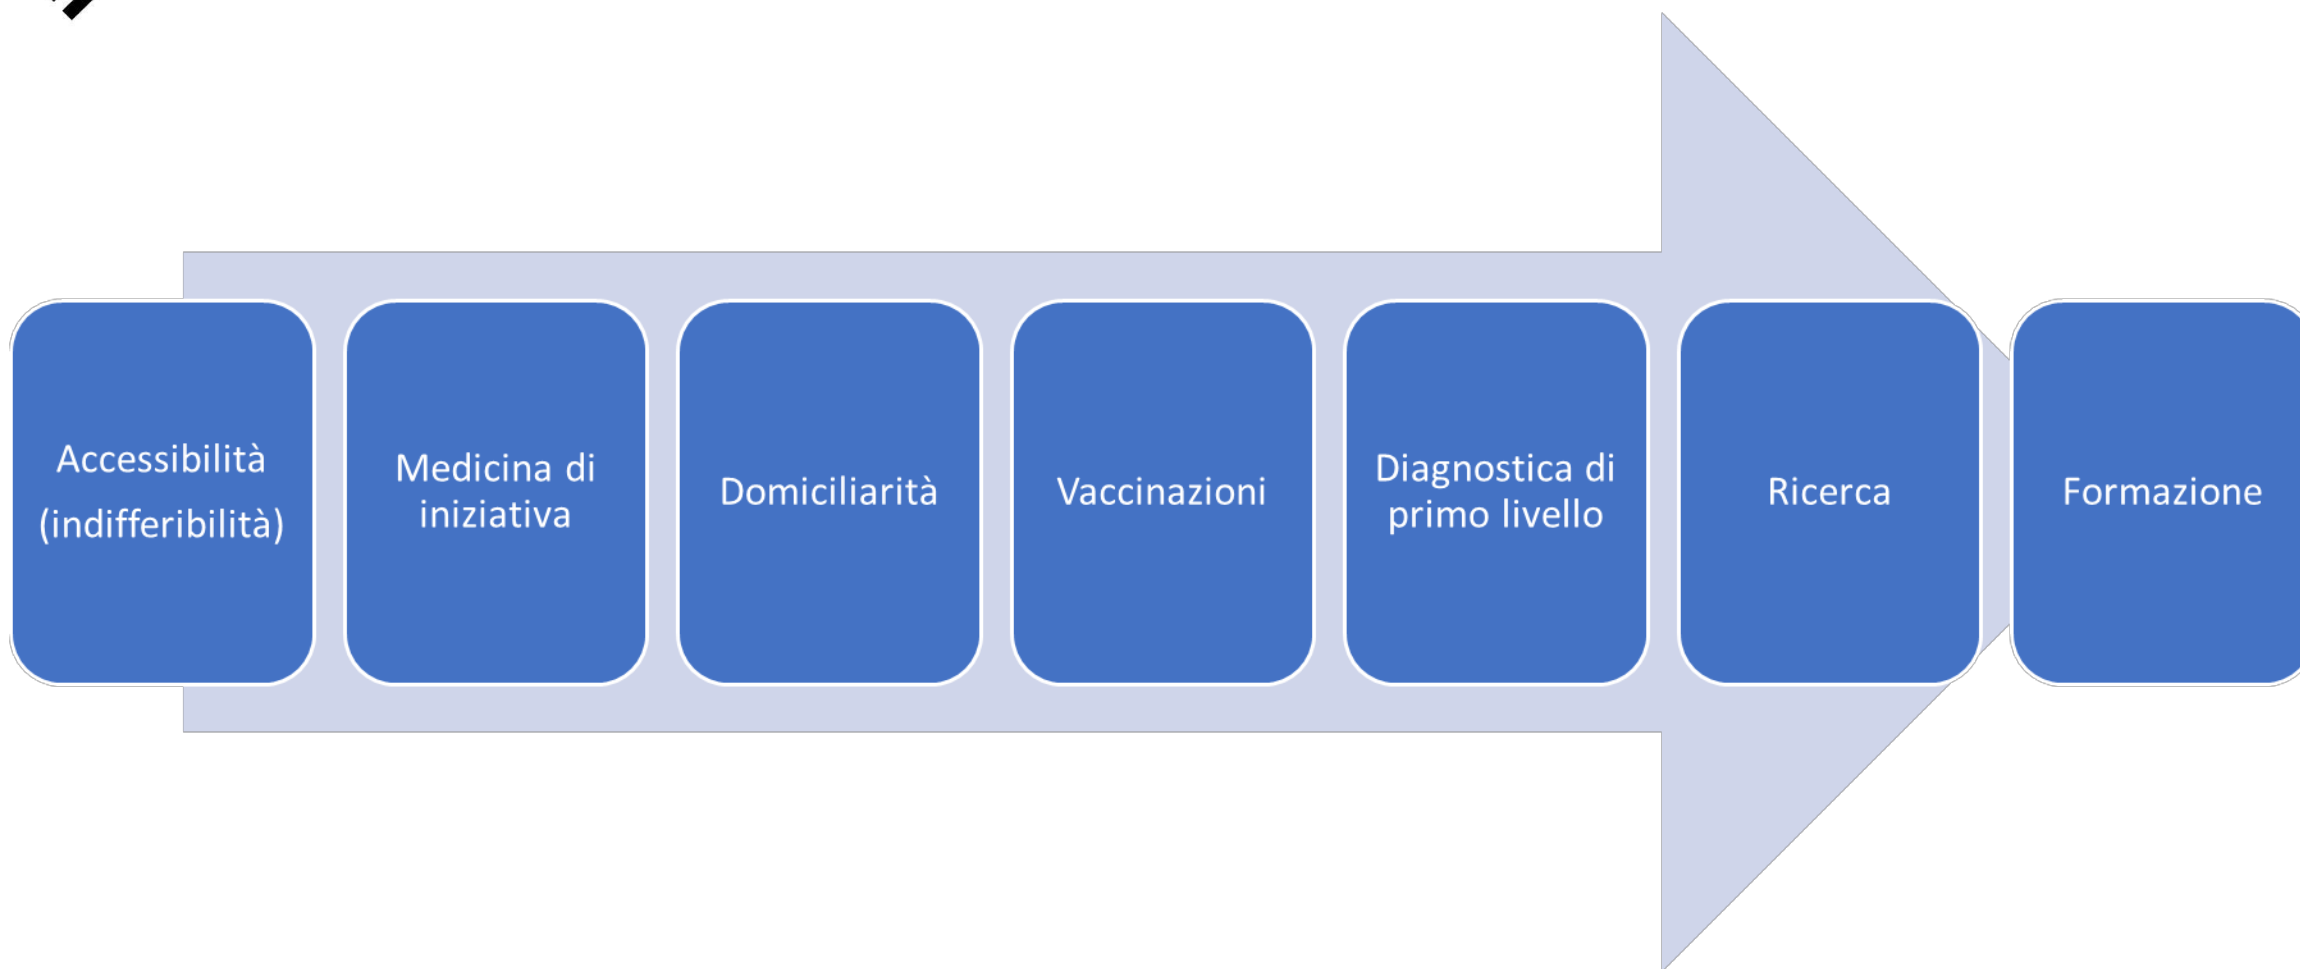 Accessibilità
(indifferibilità)
Medicina di
iniziativa
Domiciliarità
Vaccinazioni
Diagnostica di
primo livello
Ricerca
Formazione